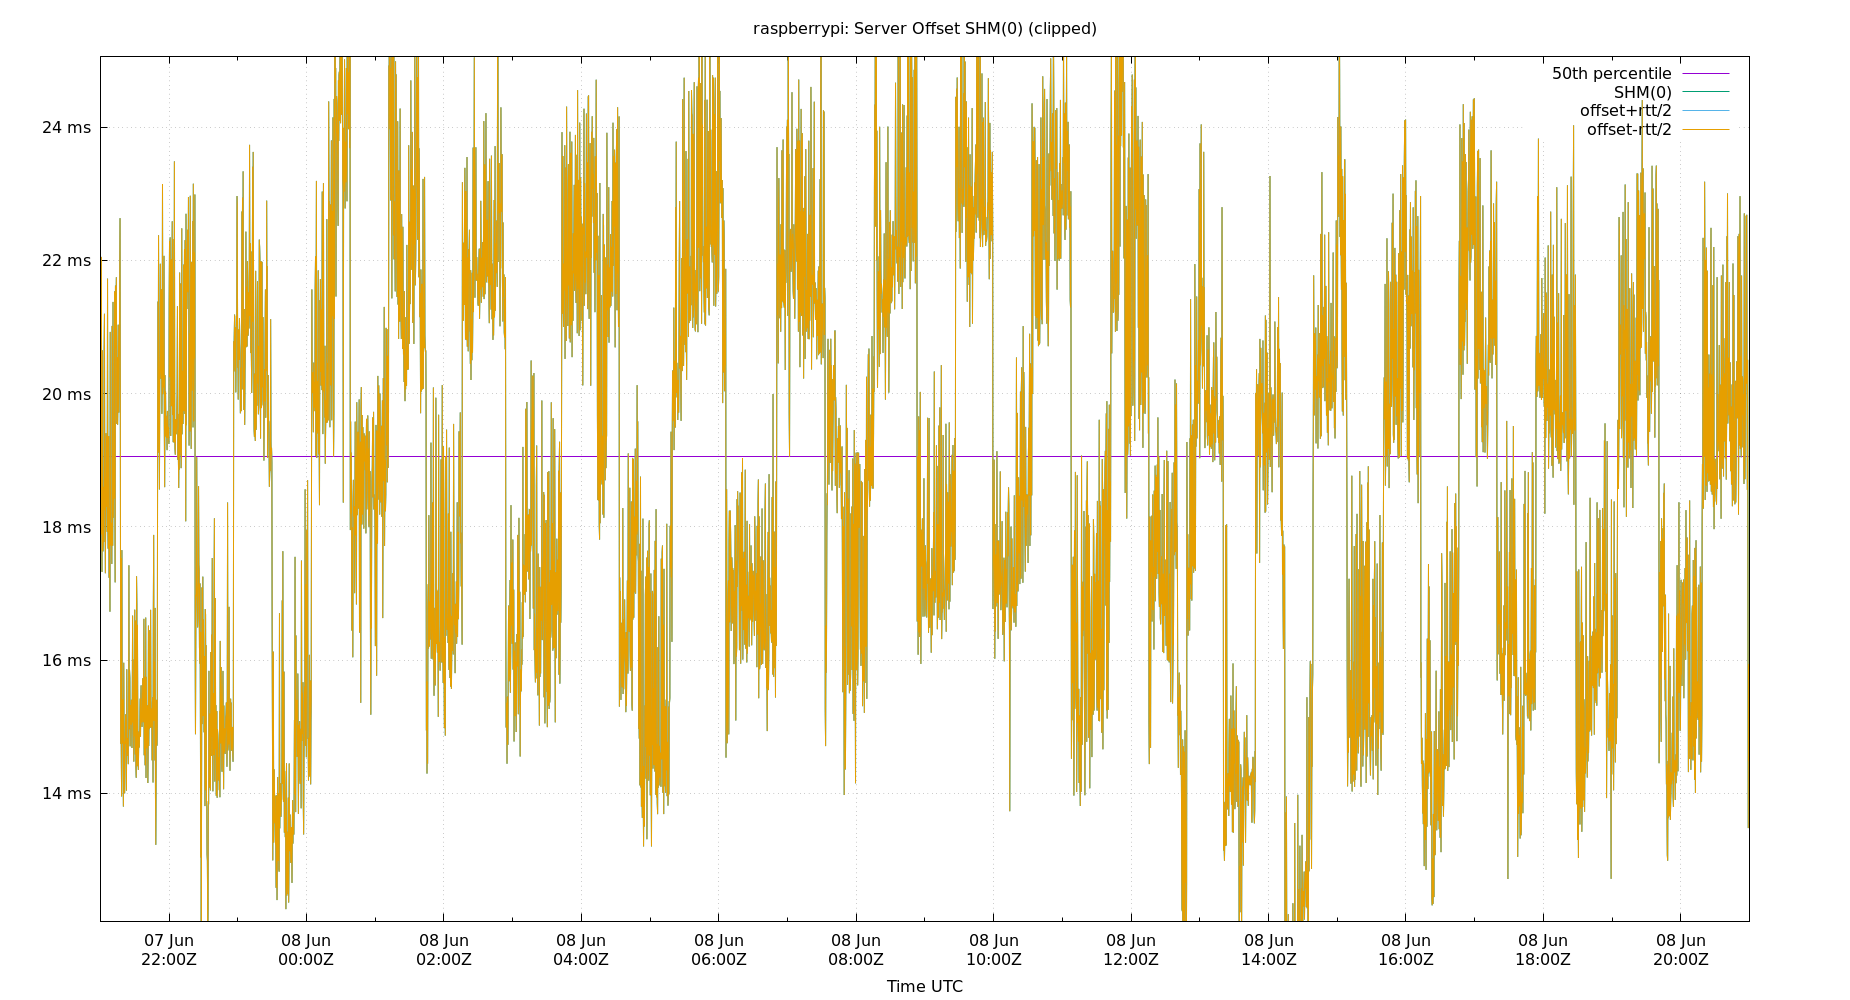 raspberrypi: Server Offset SHM(0) (clipped)
50th percentile
SHM(0)
offset+rtt/2
offset-rtt/2
24 ms
22 ms
20 ms
18 ms
16 ms
14 ms
07 Jun 08 Jun 08 Jun 08 Jun 08 Jun 08 Jun 08 Jun 08 Jun 08 Jun 08 Jun 08 Jun 08 Jun
22:00Z 00:00Z 02:00Z 04:00Z 06:00Z 08:00Z 10:00Z 12:00Z 14:00Z 16:00Z 18:00Z 20:00Z
Time UTC